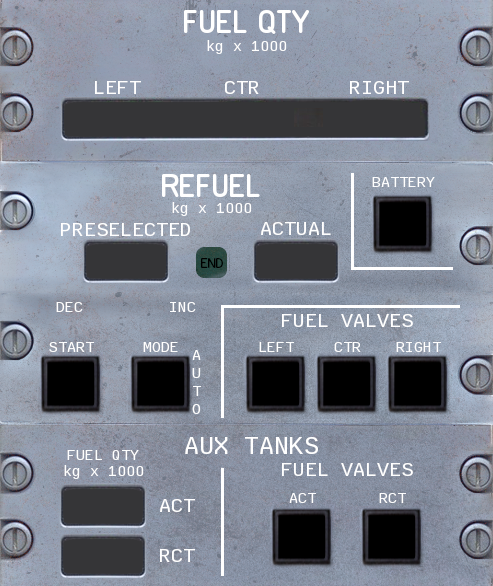 FUEL QTY
kg x 1000
LEFT CTR RIGHT
REFUEL
kg x 1000
BATTERY
PRESELECTED
END
ACTUAL
DEC INC
START MODE
AUTO
FUEL VALVES
LEFT CTR RIGHT
AUX TANKS
FUEL QTY
kg x 1000
ACT
RCT
FUEL VALVES
ACT RCT